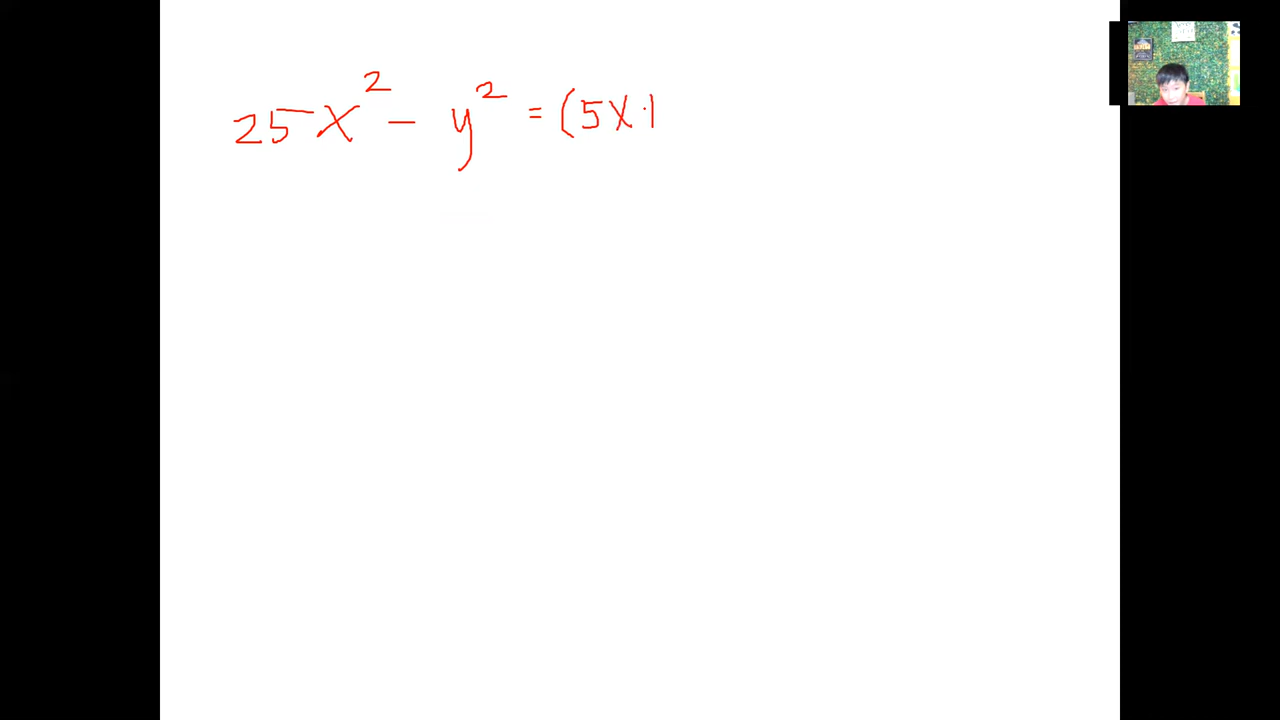 25x² - y² = (5x